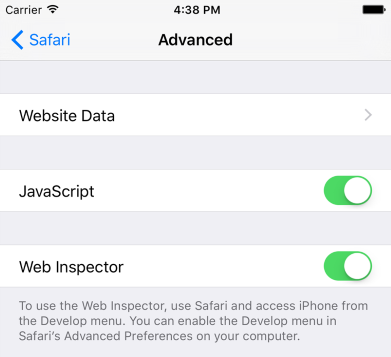 Carrier 4:38 PM
Safari Advanced
Website Data
JavaScript
Web Inspector
To use the Web Inspector, use Safari and access iPhone from
the Develop menu. You can enable the Develop menu in
Safari's Advanced Preferences on your computer.